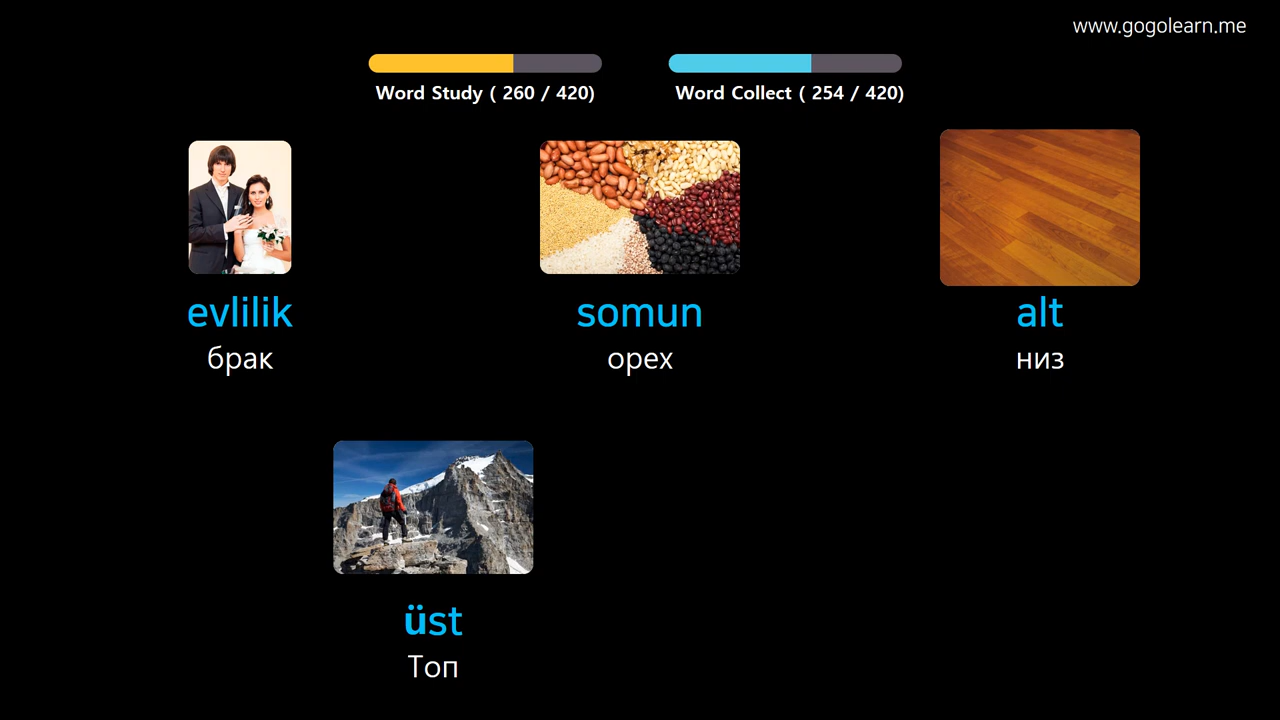 www.gogolearn.me
Word Study ( 260 / 420)
Word Collect ( 254 / 420)
evlilik
брак
somun
орех
alt
низ
üst
Топ